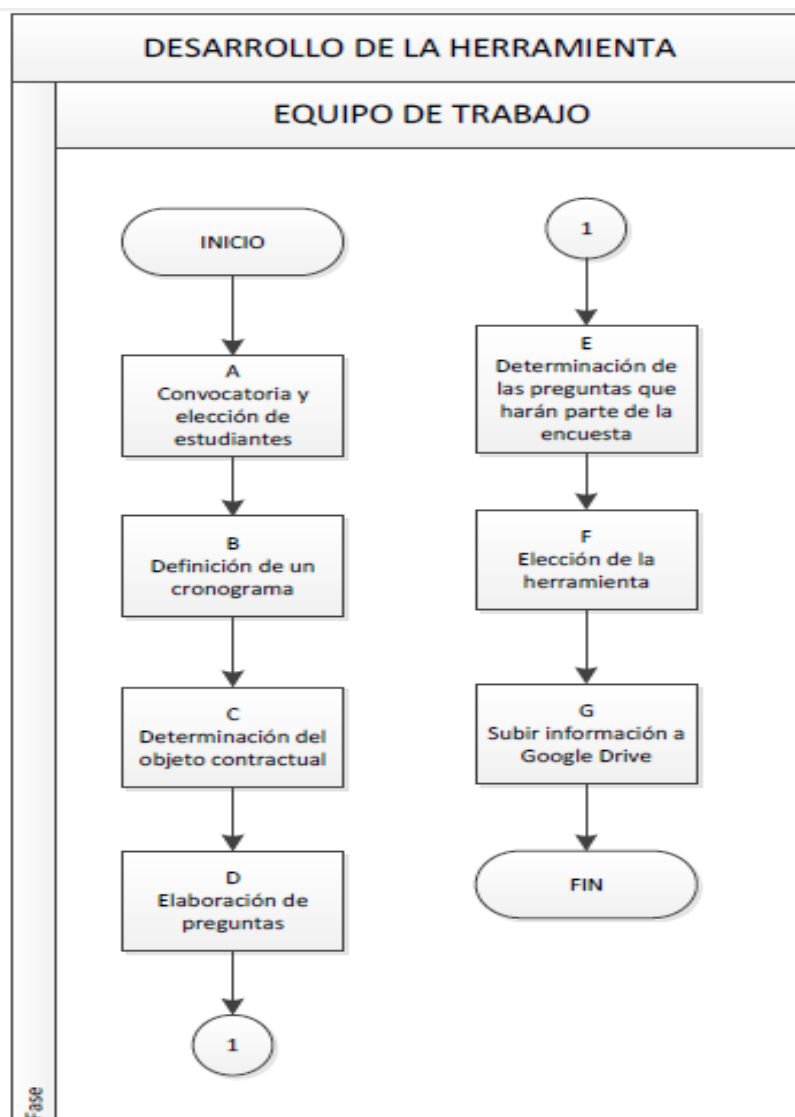 DESARROLLO DE LA HERRAMIENTA
EQUIPO DE TRABAJO
INICIO
A
Convocatoria y
elección de
estudiantes
B
Definición de un
cronograma
C
Determinación del
objeto contractual
D
Elaboración de
preguntas
1
1
E
Determinación de
las preguntas que
harán parte de la
encuesta
F
Elección de la
herramienta
G
Subir información a
Google Drive
FIN
Fase